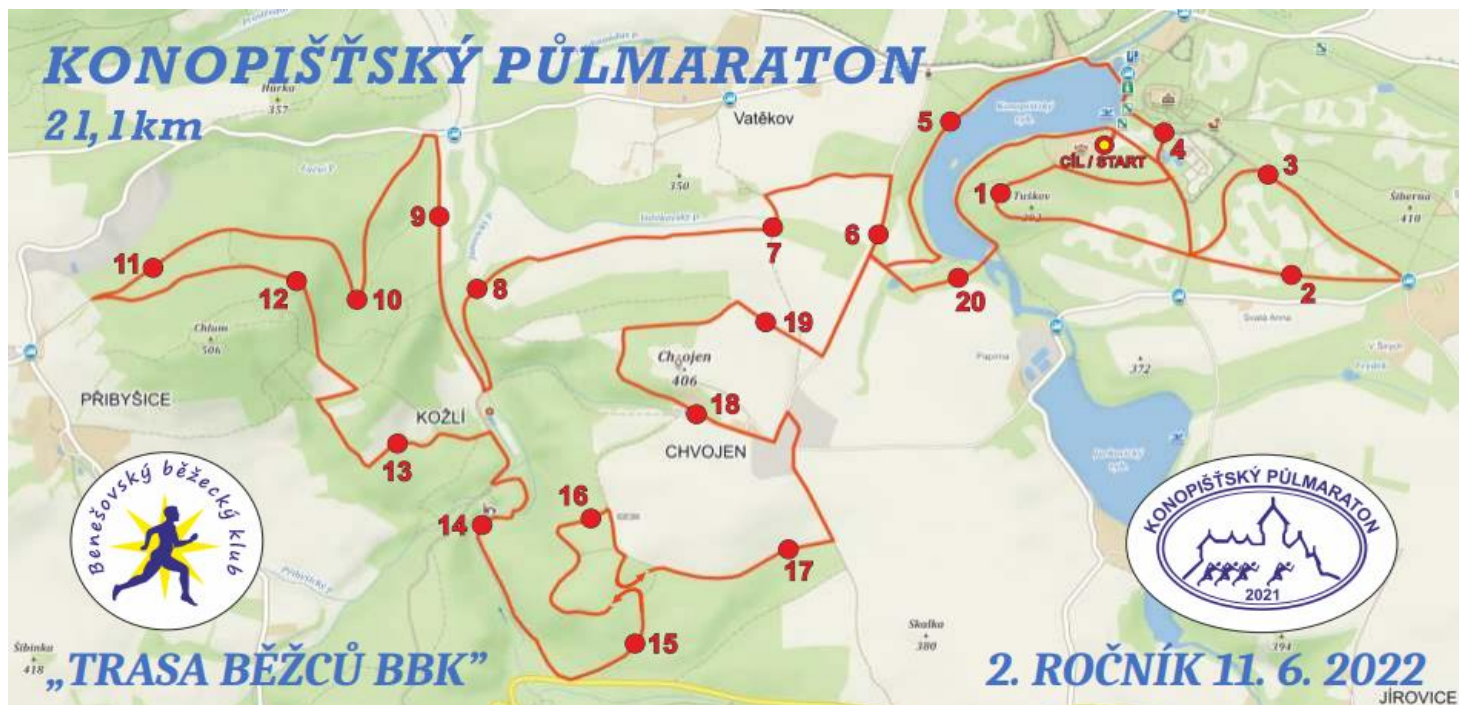 KONOPIŠŤSKÝ PŮLMARATON
21,1km
Hůrka
357
Vatěkov
350
Konopišťský
ryb.
CÍL / START
Tuškov
Šiberna
410
1
2
3
4
5
6
7
8
9
10
11
12
13
14
15
16
17
18
19
20
Chlum
506
PŘIBYŠICE
KOŽLÍ
Chvojen
406
CHVOJEN
Papírna
372
Svatá Anna
Benešovský běžecký klub
KONOPIŠŤSKÝ PŮLMARATON
2021
Šibinka
418
Skalka
380
394
„TRASA BĚŽCŮ BBK”
2. ROČNÍK 11. 6. 2022
JÍROVICE